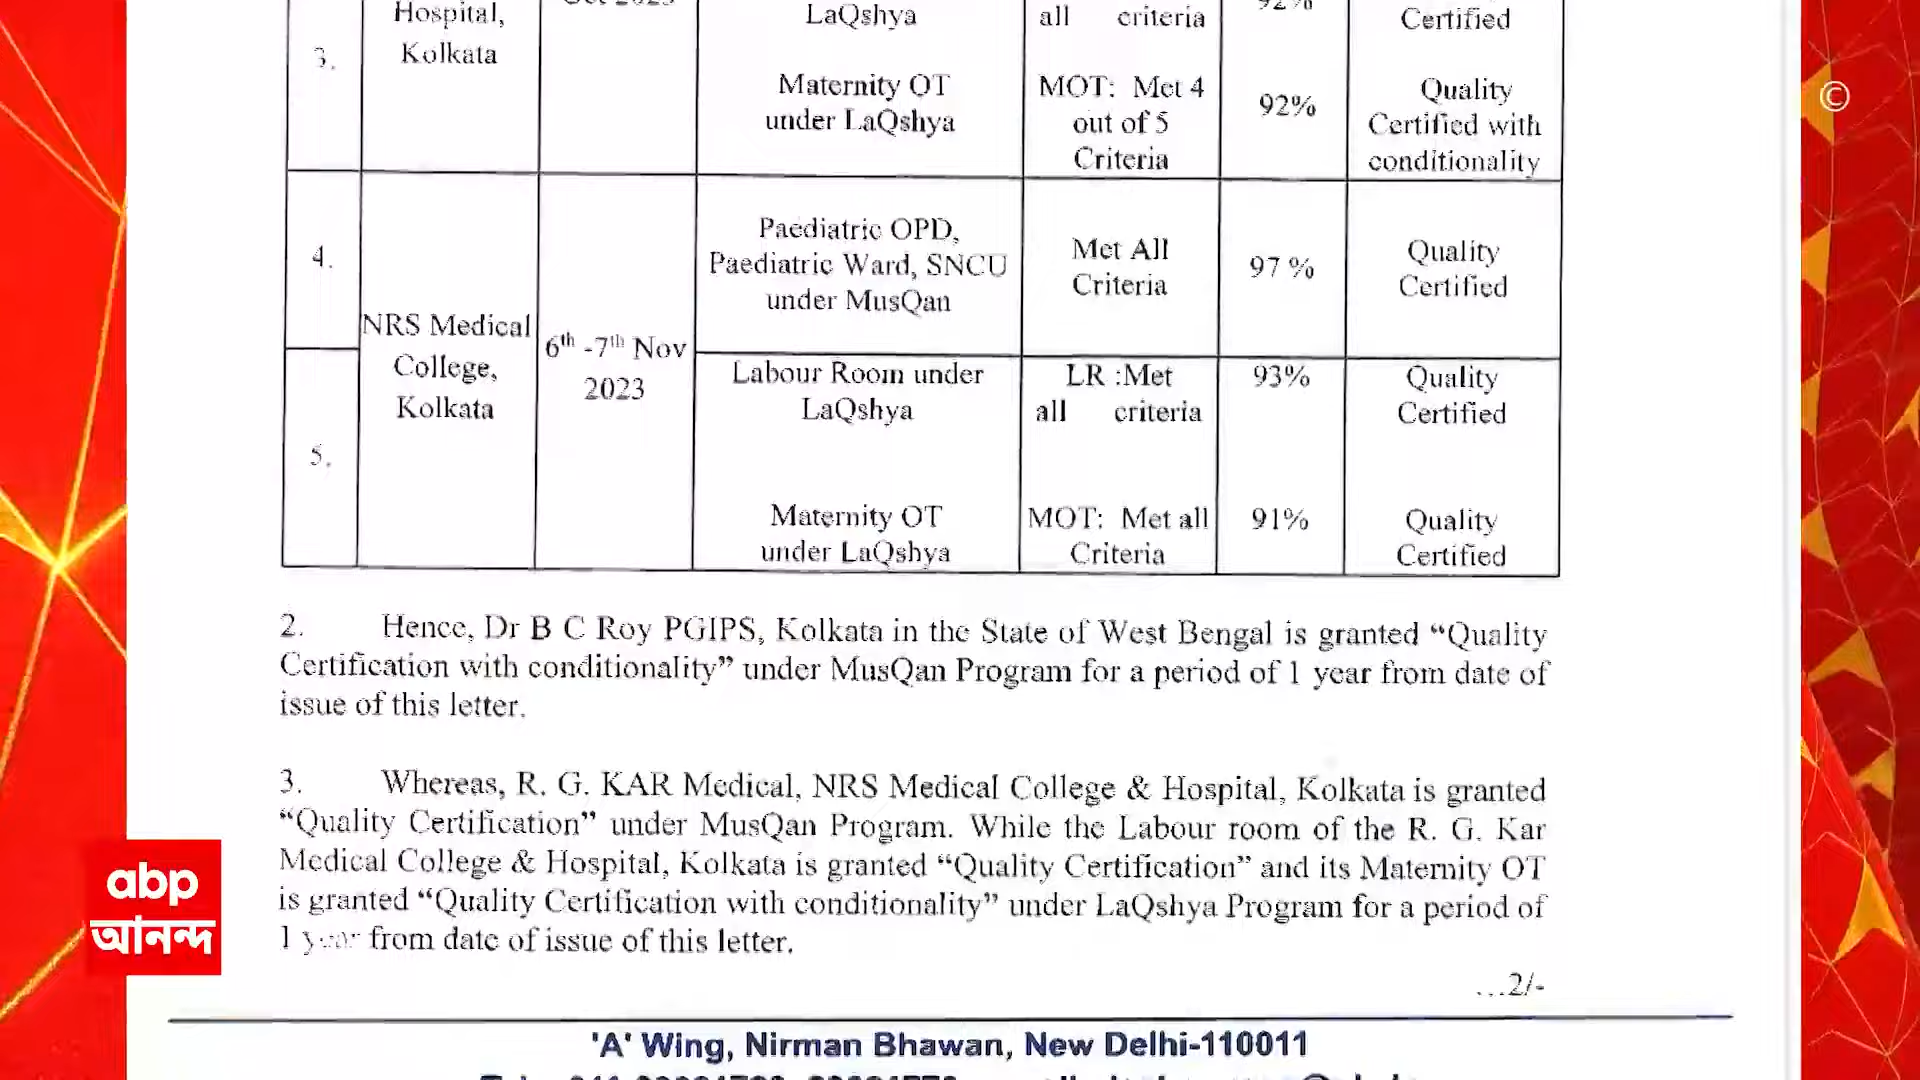 Hospital,
Kolkata
3.
LaQshya
all criteria
92%
Certified
Maternity OT
under LaQshya
MOT: Met 4
out of 5
Criteria
92%
Quality
Certified with
conditionality
4.
NRS Medical
College,
Kolkata
6th -7th Nov
2023
Paediatric OPD,
Paediatric Ward, SNCU
under MusQan
Met All
Criteria
97 %
Quality
Certified
5.
Labour Room under
LaQshya
LR :Met
all criteria
93%
Quality
Certified
Maternity OT
under LaQshya
MOT: Met all
Criteria
91%
Quality
Certified
2. Hence, Dr B C Roy PGIPS, Kolkata in the State of West Bengal is granted “Quality
Certification with conditionality” under MusQan Program for a period of 1 year from date of
issue of this letter.
3. Whereas, R. G. KAR Medical, NRS Medical College & Hospital, Kolkata is granted
“Quality Certification” under MusQan Program. While the Labour room of the R. G. Kar
Medical College & Hospital, Kolkata is granted “Quality Certification” and its Maternity OT
is granted “Quality Certification with conditionality” under LaQshya Program for a period of
1 year from date of issue of this letter.
...2/-
'A' Wing, Nirman Bhawan, New Delhi-110011
©
abp
আনন্দ